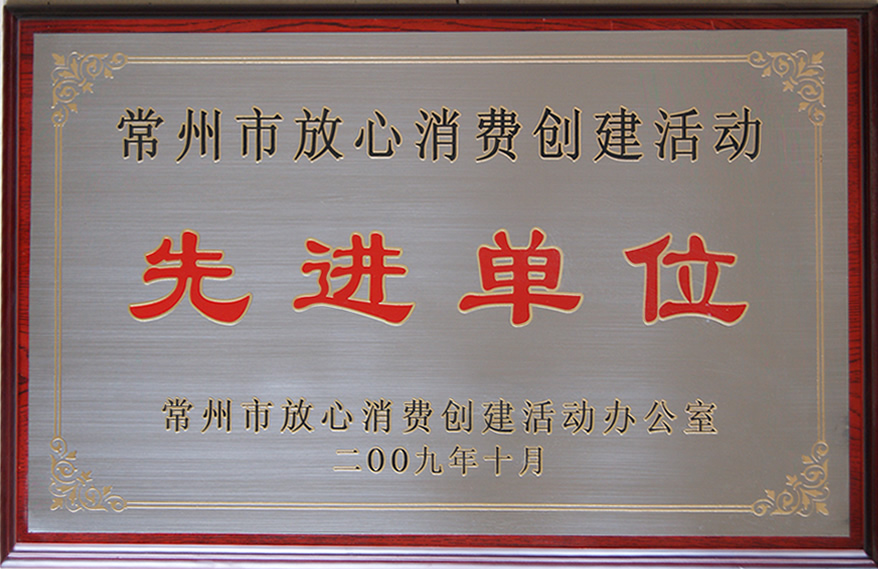 常州市放心消费创建活动
先进单位
常州市放心消费创建活动办公室
二00九年十月